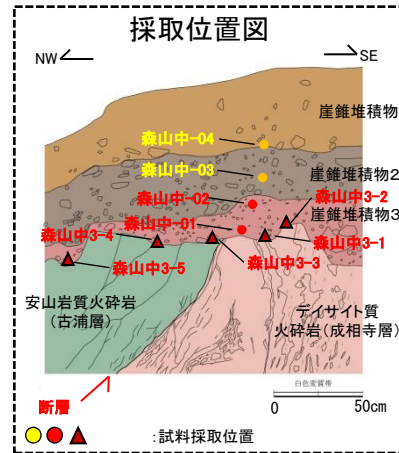 採取位置図
NW
SE
崖錐堆積物
森山中-04
森山中-03
崖錐堆積物2
森山中-02
森山中3-2
崖錐堆積物3
森山中-01
森山中3-4
森山中3-1
森山中3-3
森山中3-5
安山岩質火砕岩
(古浦層)
デイサイト質
火砕岩(成相寺層)
白色変質帯
断層
0
50cm
:試料採取位置